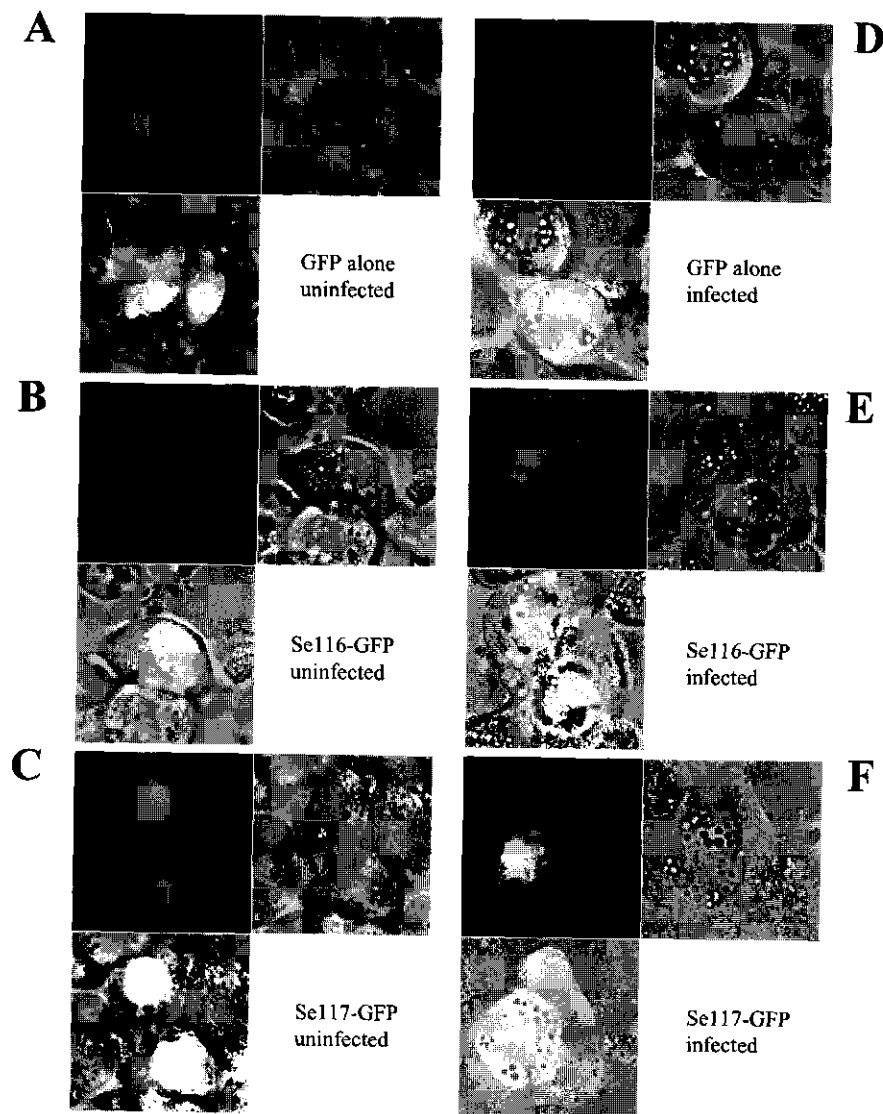 A
GFP alone
uninfected
D
GFP alone
infected
B
Se116-GFP
uninfected
E
Se116-GFP
infected
C
Se117-GFP
uninfected
F
Se117-GFP
infected